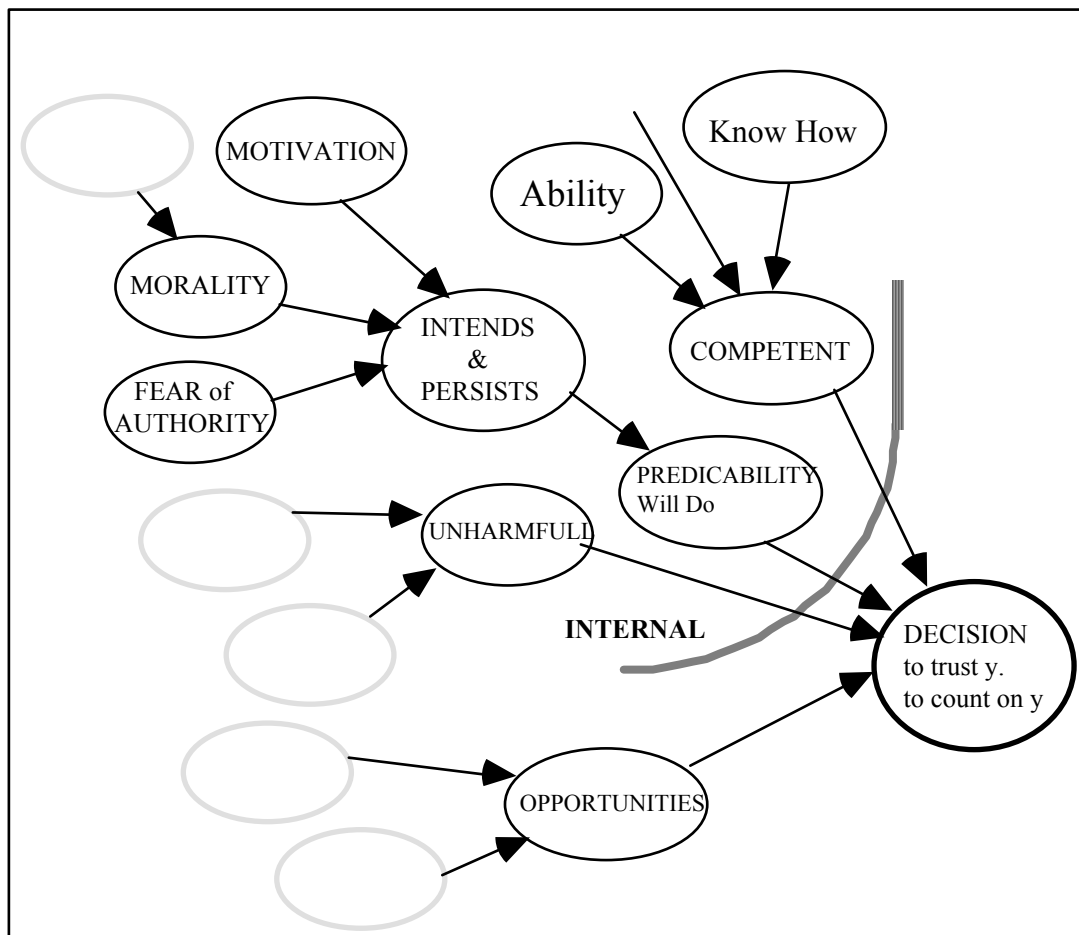 Know How
MOTIVATION
Ability
MORALITY
INTENDS
&
PERSISTS
COMPETENT
FEAR of
AUTHORITY
PREDICABILITY
Will Do
UNHARMFULL
INTERNAL
DECISION
to trust y.
to count on y
OPPORTUNITIES